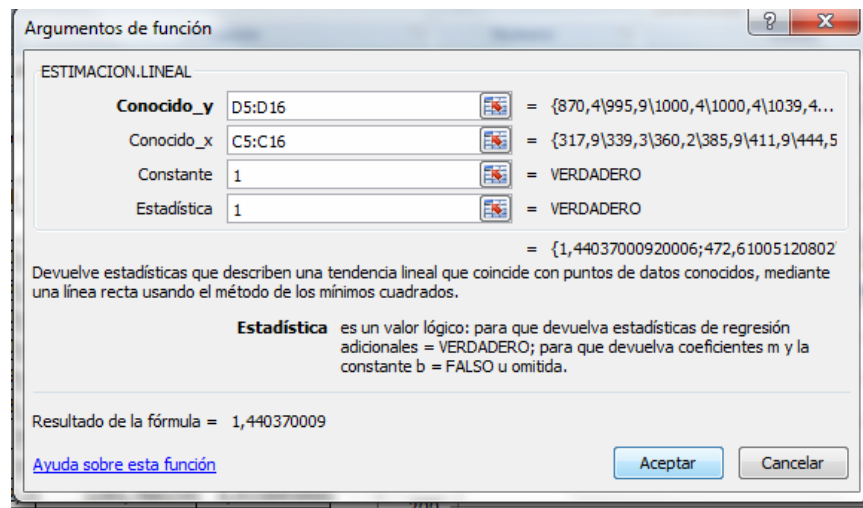 Argumentos de función
ESTIMACION.LINEAL
Conocido_y D5:D16 = {870,4\995,9\1000,4\1000,4\1039,4...
Conocido_x C5:C16 = {317,9\339,3\360,2\385,9\411,9\444,5
Constante 1 = VERDADERO
Estadística 1 = VERDADERO
= {1,44037000920006;472,61005120802
Devuelve estadísticas que describen una tendencia lineal que coincide con puntos de datos conocidos, mediante
una línea recta usando el método de los mínimos cuadrados.
Estadística es un valor lógico: para que devuelva estadísticas de regresión
adicionales = VERDADERO; para que devuelva coeficientes m y la
constante b = FALSO u omitida.
Resultado de la fórmula = 1,440370009
Ayuda sobre esta función
Aceptar Cancelar